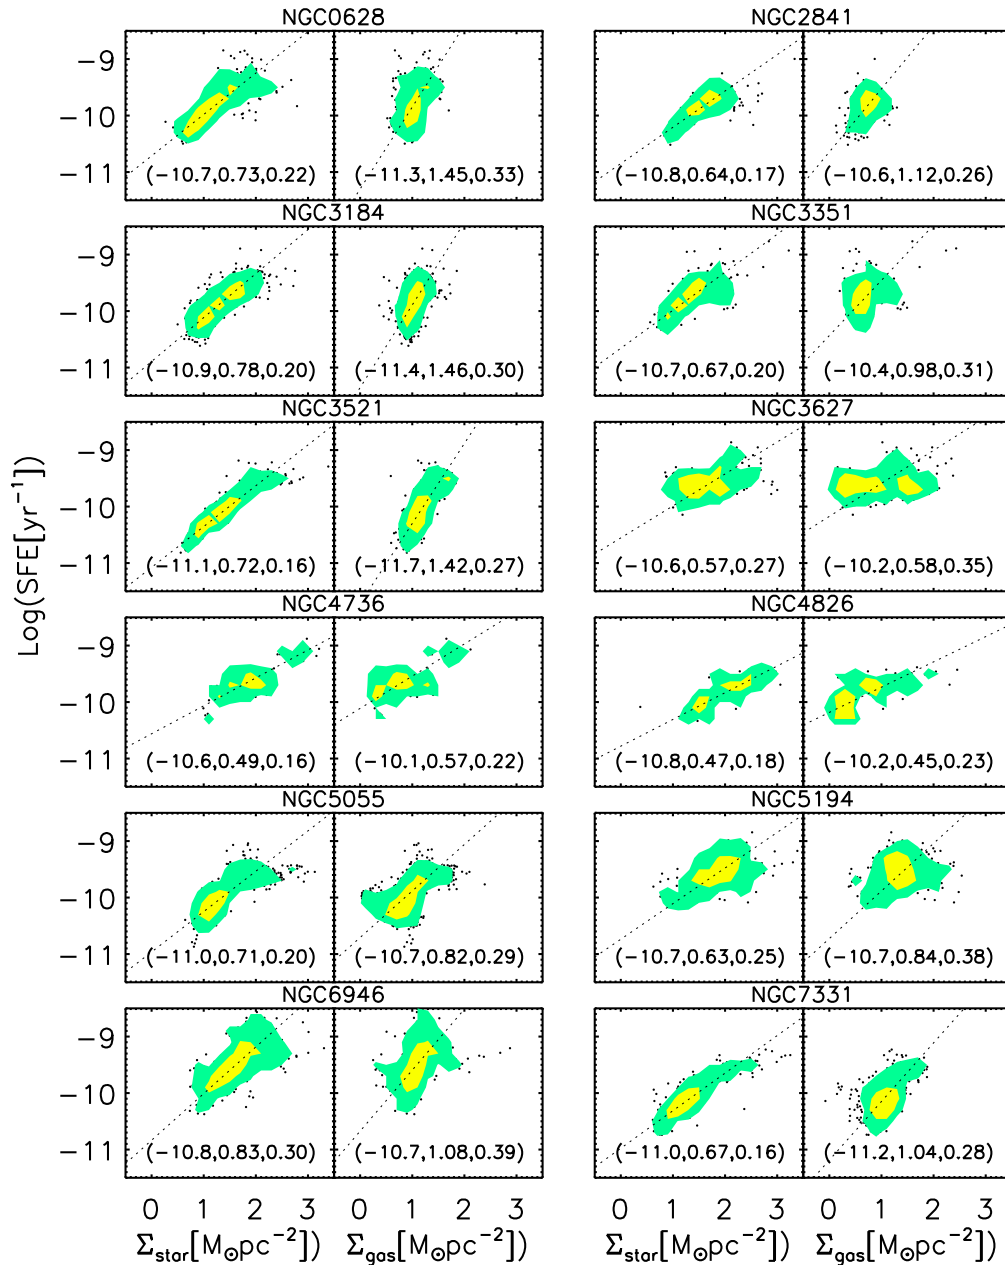 NGC0628 NGC2841
−9
−10
−11
(−10.7,0.73,0.22) (−11.3,1.45,0.33) (−10.8,0.64,0.17) (−10.6,1.12,0.26)
NGC3184 NGC3351
−9
−10
−11
(−10.9,0.78,0.20) (−11.4,1.46,0.30) (−10.7,0.67,0.20) (−10.4,0.98,0.31)
NGC3521 NGC3627
−9
−10
−11
(−11.1,0.72,0.16) (−11.7,1.42,0.27) (−10.6,0.57,0.27) (−10.2,0.58,0.35)
Log(SFE[yr⁻¹])
NGC4736 NGC4826
−9
−10
−11
(−10.6,0.49,0.16) (−10.1,0.57,0.22) (−10.8,0.47,0.18) (−10.2,0.45,0.23)
NGC5055 NGC5194
−9
−10
−11
(−11.0,0.71,0.20) (−10.7,0.82,0.29) (−10.7,0.63,0.25) (−10.7,0.84,0.38)
NGC6946 NGC7331
−9
−10
−11
(−10.8,0.83,0.30) (−10.7,1.08,0.39) (−11.0,0.67,0.16) (−11.2,1.04,0.28)
0 1 2 3 0 1 2 3 0 1 2 3 0 1 2 3
Σstar[M⊙pc⁻²]) Σgas[M⊙pc⁻²]) Σstar[M⊙pc⁻²]) Σgas[M⊙pc⁻²])